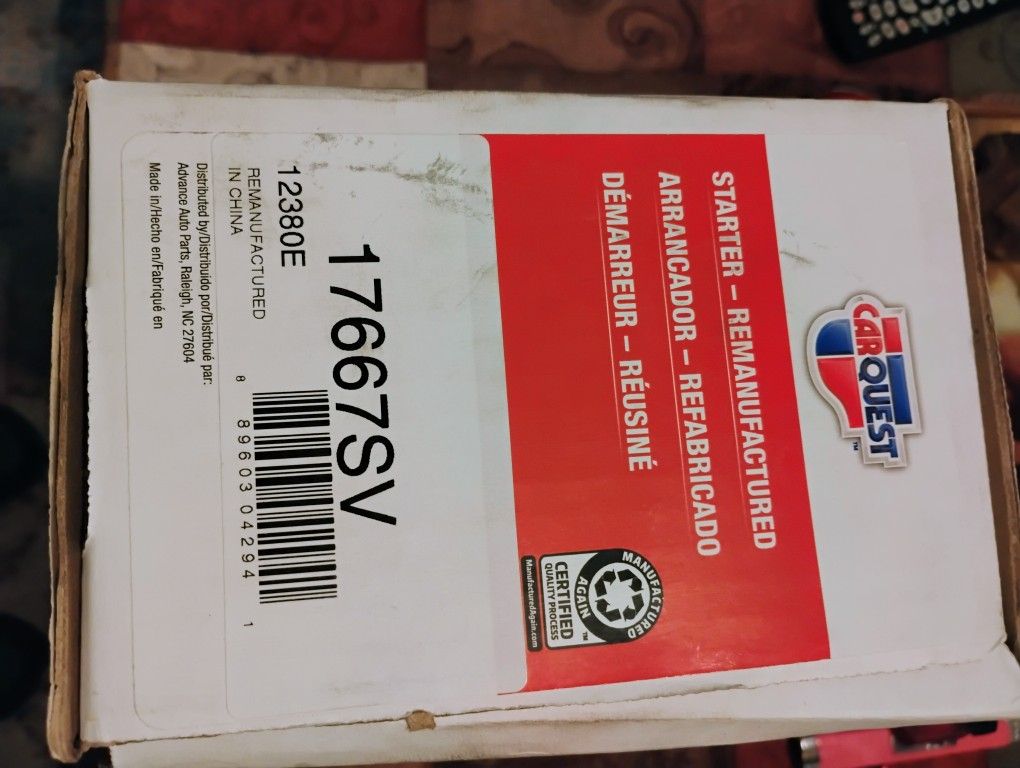 CARQUEST™
STARTER – REMANUFACTURED
ARRANCADOR – REFABRICADO
DÉMARREUR – RÉUSINÉ
MANUFACTURED
AGAIN™
CERTIFIED
QUALITY PROCESS
ManufacturedAgain.com
17667SV
12380E
REMANUFACTURED
IN CHINA
8 89603 04294 1
Distributed by/Distribuido por/Distribué par:
Advance Auto Parts, Raleigh, NC 27604
Made in/Hecho en/Fabriqué en